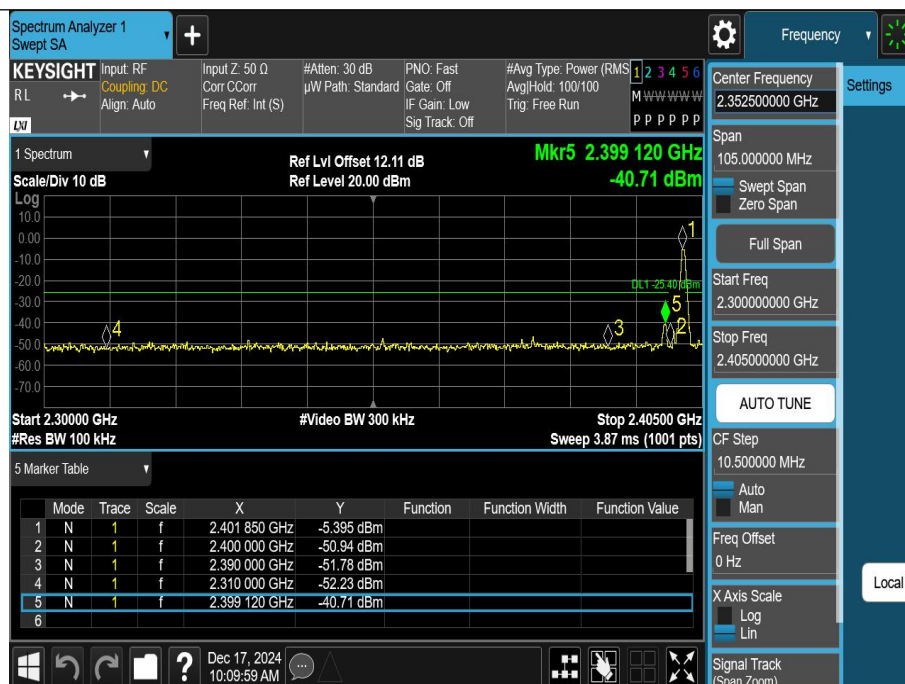 Spectrum Analyzer 1
Swept SA
Frequency
KEYSIGHT
RL
LXI
Input: RF
Coupling: DC
Align: Auto
Input Z: 50 Ω
Corr CCorr
Freq Ref: Int (S)
#Atten: 30 dB
µW Path: Standard
PNO: Fast
Gate: Off
IF Gain: Low
Sig Track: Off
#Avg Type: Power (RMS
Avg|Hold: 100/100
Trig: Free Run
1 2 3 4 5 6
M W W W W W
P P P P P P
1 Spectrum
Scale/Div 10 dB
Ref Lvl Offset 12.11 dB
Ref Level 20.00 dBm
Mkr5 2.399 120 GHz
-40.71 dBm
Log
10.0
0.00
-10.0
-20.0
-30.0
-40.0
-50.0
-60.0
-70.0
DL1 -25.40 dBm
1
5
4
3
2
Start 2.30000 GHz
#Res BW 100 kHz
#Video BW 300 kHz
Stop 2.40500 GHz
Sweep 3.87 ms (1001 pts)
5 Marker Table
Mode Trace Scale X Y Function Function Width Function Value
1 N 1 f 2.401 850 GHz -5.395 dBm
2 N 1 f 2.400 000 GHz -50.94 dBm
3 N 1 f 2.390 000 GHz -51.78 dBm
4 N 1 f 2.310 000 GHz -52.23 dBm
5 N 1 f 2.399 120 GHz -40.71 dBm
6
Dec 17, 2024
10:09:59 AM
Center Frequency
2.352500000 GHz
Span
105.000000 MHz
Swept Span
Zero Span
Full Span
Start Freq
2.300000000 GHz
Stop Freq
2.405000000 GHz
AUTO TUNE
CF Step
10.500000 MHz
Auto
Man
Freq Offset
0 Hz
X Axis Scale
Log
Lin
Signal Track
(Span Zoom)
Settings
Local